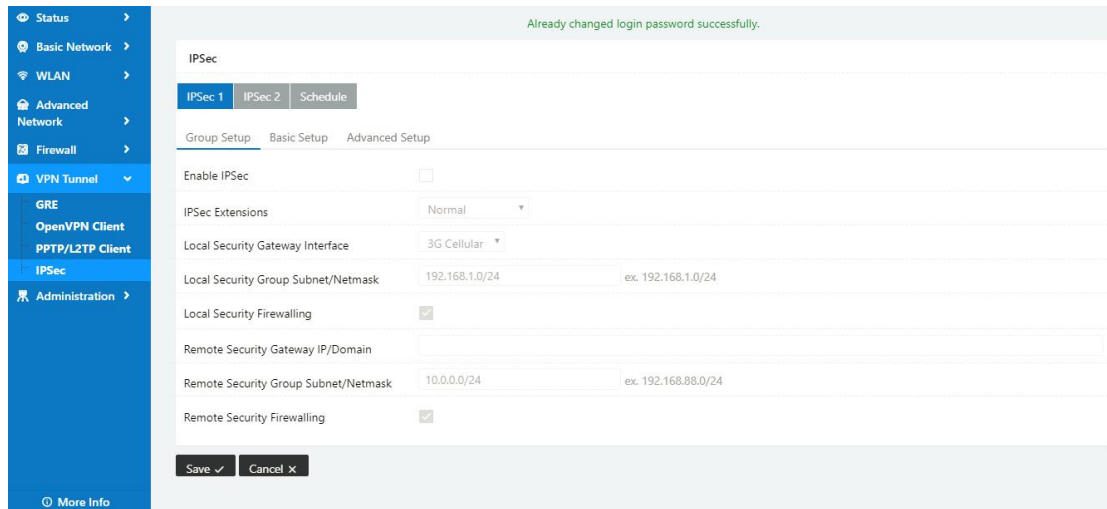 Already changed login password successfully.
Status
Basic Network
WLAN
Advanced
Network
Firewall
VPN Tunnel
GRE
OpenVPN Client
PPTP/L2TP Client
IPSec
Administration
More Info
IPSec
IPSec 1 IPSec 2 Schedule
Group Setup Basic Setup Advanced Setup
Enable IPSec
IPSec Extensions Normal
Local Security Gateway Interface 3G Cellular
Local Security Group Subnet/Netmask 192.168.1.0/24 ex. 192.168.1.0/24
Local Security Firewalling
Remote Security Gateway IP/Domain
Remote Security Group Subnet/Netmask 10.0.0.0/24 ex. 192.168.88.0/24
Remote Security Firewalling
Save Cancel